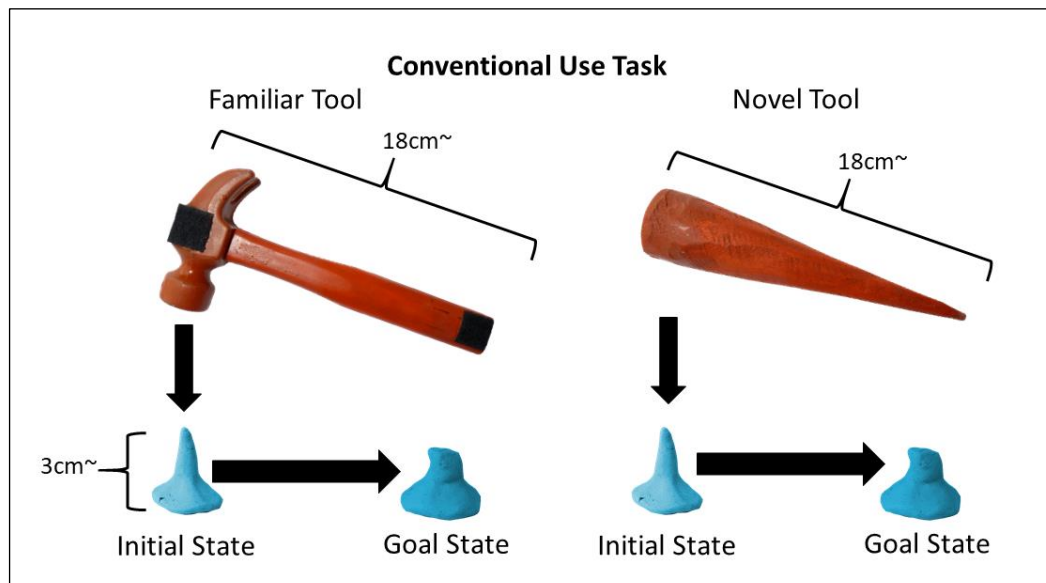 Conventional Use Task
Familiar Tool
Novel Tool
18cm~
18cm~
3cm~
Initial State
Goal State
Initial State
Goal State